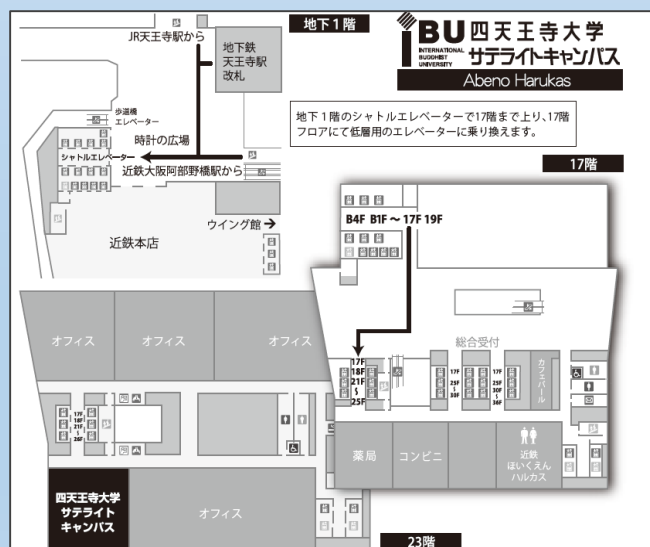 地下1階
iBU 四天王寺大学
INTERNATIONAL
BUDDHIST
UNIVERSITY
サテライトキャンパス
Abeno Harukas
JR天王寺駅から
地下鉄
天王寺駅
改札
歩道橋
エレベーター
時計の広場
シャトルエレベーター
近鉄大阪阿部野橋駅から
ウイング館→
近鉄本店
地下1階のシャトルエレベーターで17階まで上り、17階
フロアにて低層用のエレベーターに乗り換えます。
17階
B4F B1F ～ 17F 19F
総合受付
17F
18F
21F
～
25F
17F
25F
～
30F
17F
30F
～
36F
カフェバール
薬局
コンビニ
近鉄
ほいくえん
ハルカス
オフィス
オフィス
オフィス
17F
18F
21F
～
四天王寺大学
サテライト
キャンパス
オフィス
23階